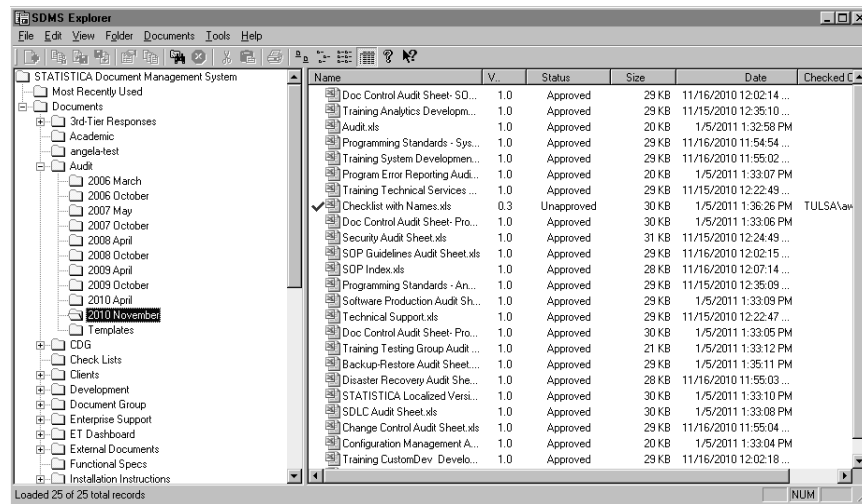 SDMS Explorer
File Edit View Folder Documents Tools Help
STATISTICA Document Management System
Most Recently Used
Documents
3rd-Tier Responses
Academic
angela-test
Audit
2006 March
2006 October
2007 May
2007 October
2008 April
2008 October
2009 April
2009 October
2010 April
2010 November
Templates
CDG
Check Lists
Clients
Development
Document Group
Enterprise Support
ET Dashboard
External Documents
Functional Specs
Installation Instructions
Name V.. Status Size Date Checked O
Doc Control Audit Sheet- SO... 1.0 Approved 29 KB 11/16/2010 12:02:14 ...
Training Analytics Developm... 1.0 Approved 29 KB 11/15/2010 12:35:10 ...
Audit.xls 1.0 Approved 20 KB 1/5/2011 1:32:58 PM
Programming Standards - Sys... 1.0 Approved 29 KB 11/16/2010 11:54:54 ...
Training System Developmen... 1.0 Approved 29 KB 11/16/2010 11:55:02 ...
Program Error Reporting Audi... 1.0 Approved 20 KB 1/5/2011 1:33:07 PM
Training Technical Services ... 1.0 Approved 29 KB 11/15/2010 12:22:49 ...
Checklist with Names.xls 0.3 Unapproved 30 KB 1/5/2011 1:36:26 PM TULSA\aw
Doc Control Audit Sheet- Pro... 1.0 Approved 30 KB 1/5/2011 1:33:06 PM
Security Audit Sheet.xls 1.0 Approved 31 KB 11/15/2010 12:24:49 ...
SOP Guidelines Audit Sheet.xls 1.0 Approved 29 KB 11/16/2010 12:02:15 ...
SOP Index.xls 1.0 Approved 28 KB 11/16/2010 12:07:14 ...
Programming Standards - An... 1.0 Approved 29 KB 11/15/2010 12:35:09 ...
Software Production Audit Sh... 1.0 Approved 29 KB 1/5/2011 1:33:09 PM
Technical Support.xls 1.0 Approved 29 KB 11/15/2010 12:22:47 ...
Doc Control Audit Sheet- Pro... 1.0 Approved 30 KB 1/5/2011 1:33:05 PM
Training Testing Group Audit ... 1.0 Approved 21 KB 1/5/2011 1:33:12 PM
Backup-Restore Audit Sheet.... 1.0 Approved 29 KB 1/5/2011 1:35:11 PM
Disaster Recovery Audit She... 1.0 Approved 28 KB 11/16/2010 11:55:03 ...
STATISTICA Localized Versi... 1.0 Approved 30 KB 1/5/2011 1:33:10 PM
SDLC Audit Sheet.xls 1.0 Approved 30 KB 1/5/2011 1:33:08 PM
Change Control Audit Sheet.xls 1.0 Approved 29 KB 11/16/2010 11:55:04 ...
Configuration Management A... 1.0 Approved 20 KB 1/5/2011 1:33:04 PM
Training CustomDev Develo... 1.0 Approved 29 KB 11/16/2010 12:02:18 ...
Loaded 25 of 25 total records NUM